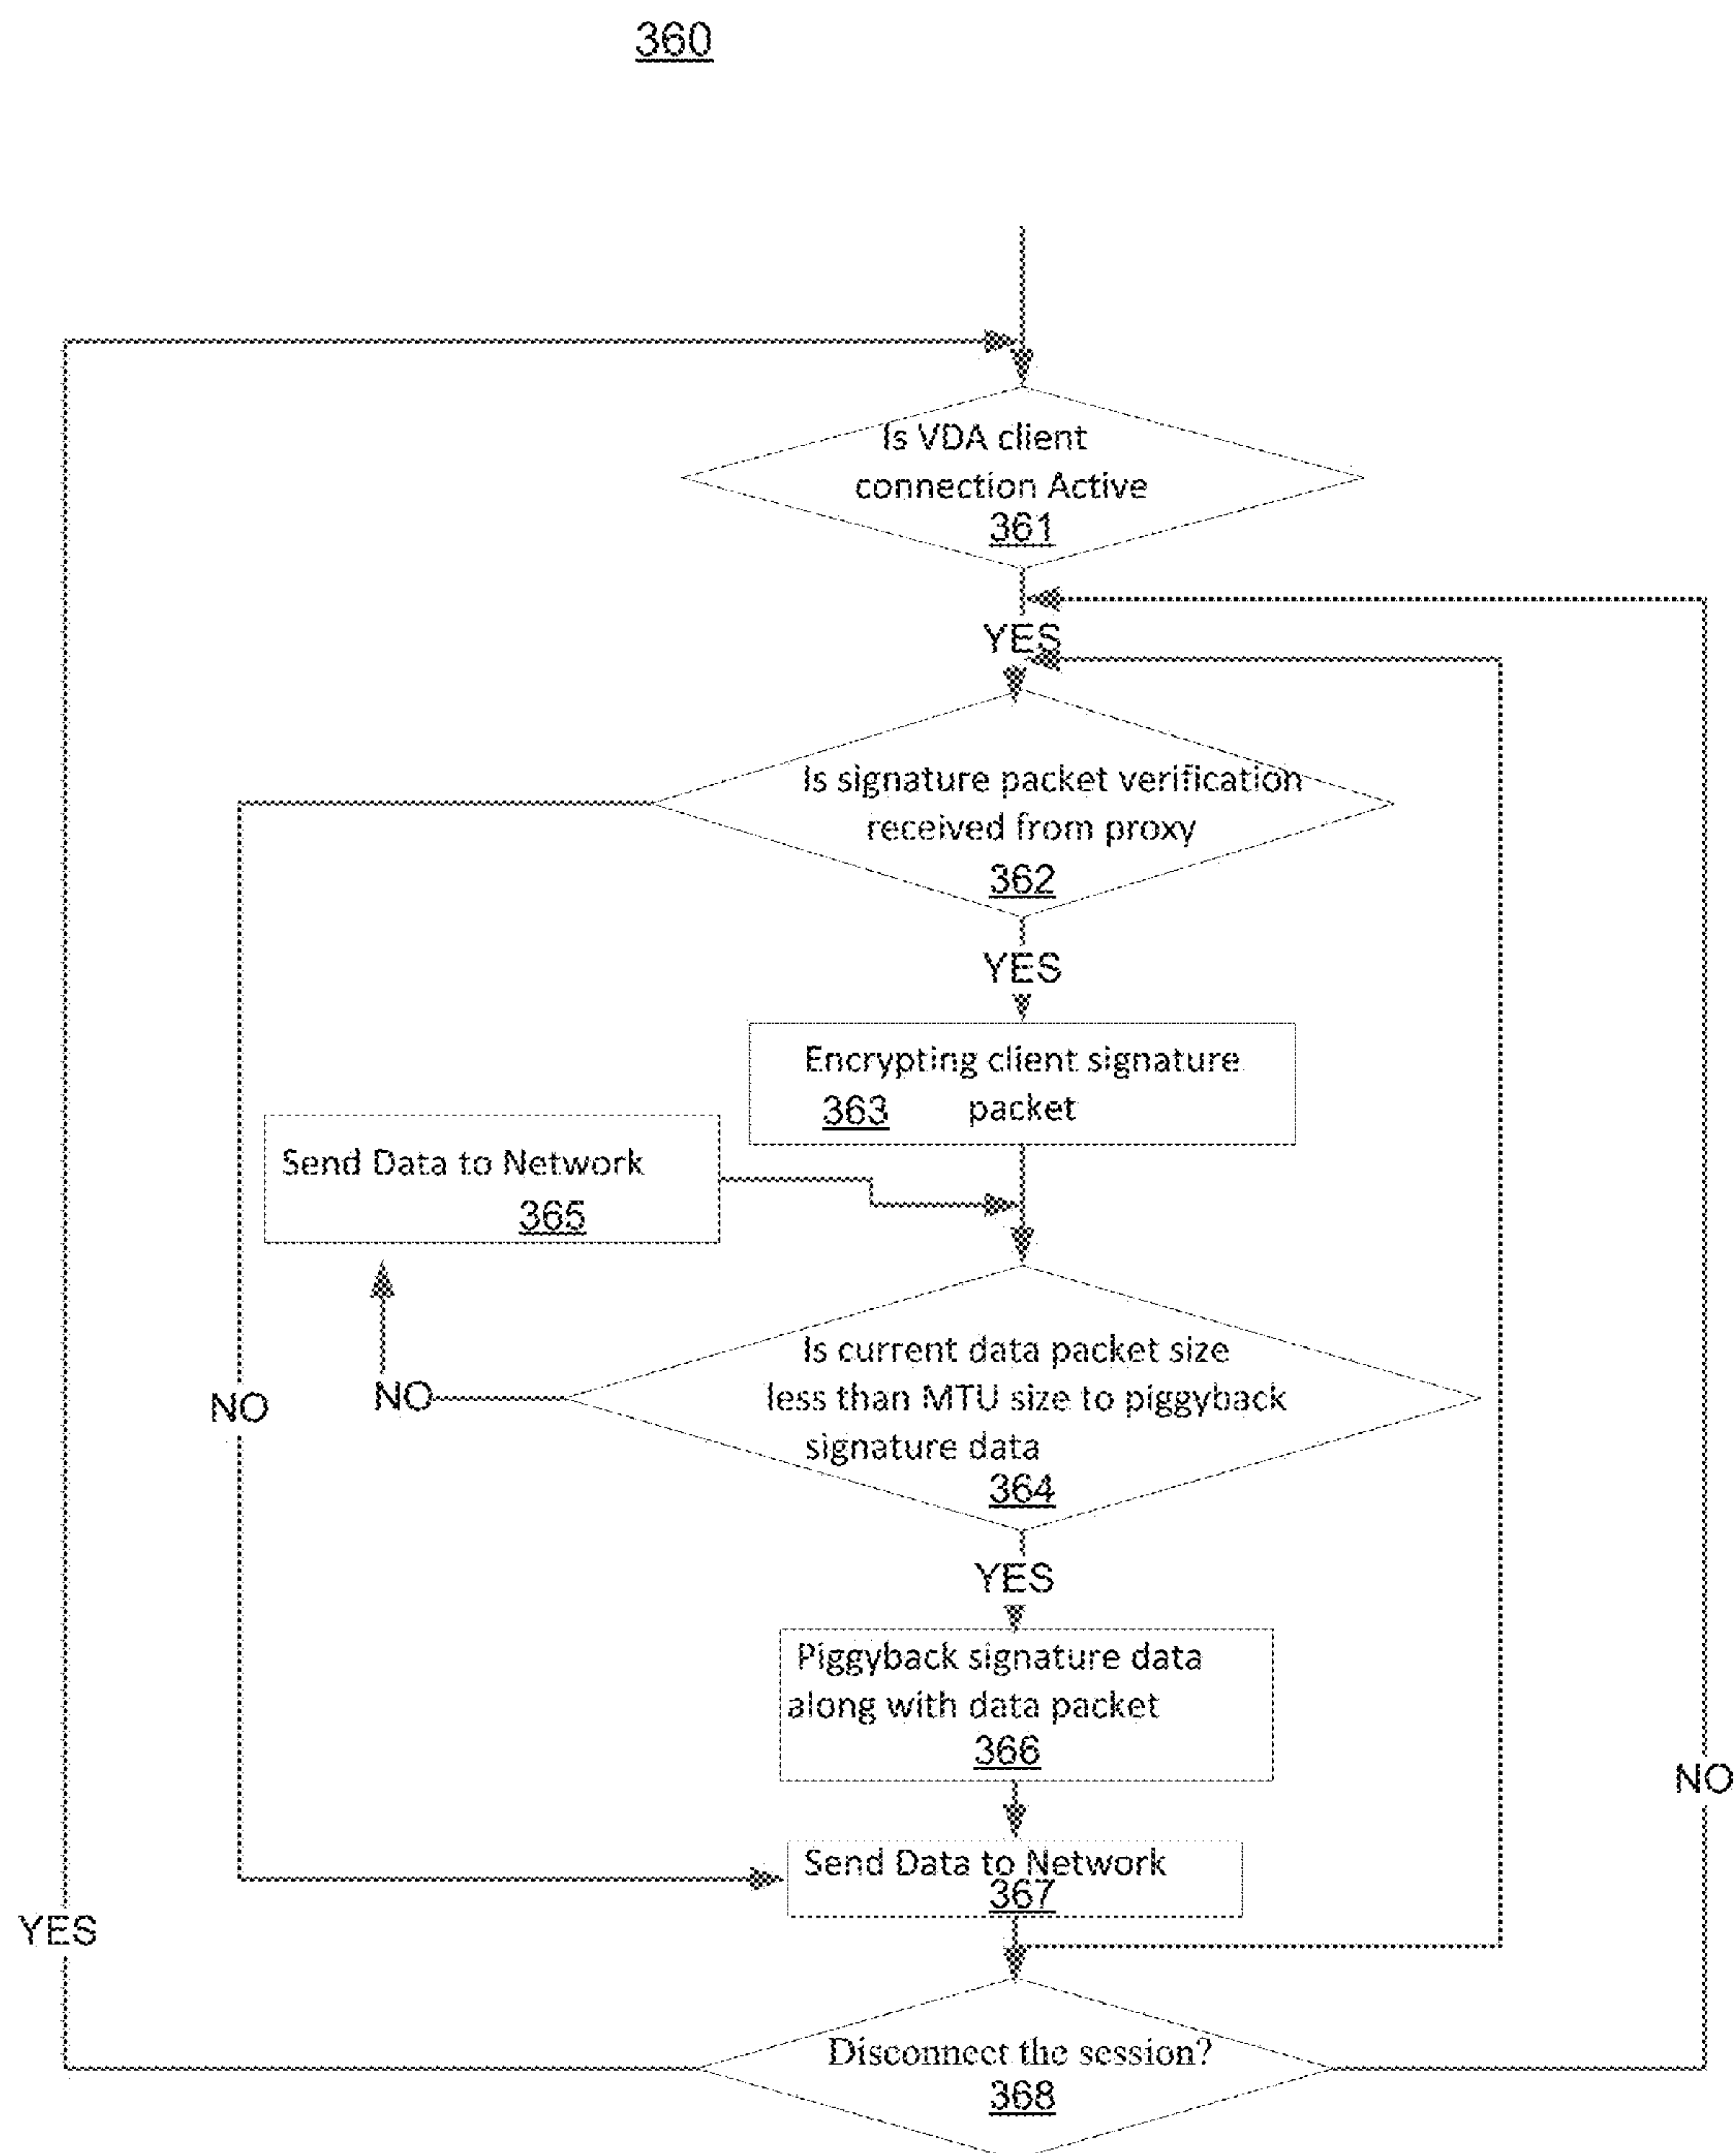 360
Is VDA client
connection Active
361
YES
Is signature packet verification
received from proxy
362
YES
Encrypting client signature
363 packet
Send Data to Network
365
Is current data packet size
less than MTU size to piggyback
signature data
364
NO
NO
YES
Piggyback signature data
along with data packet
366
NO
Send Data to Network
367
YES
Disconnect the session?
368